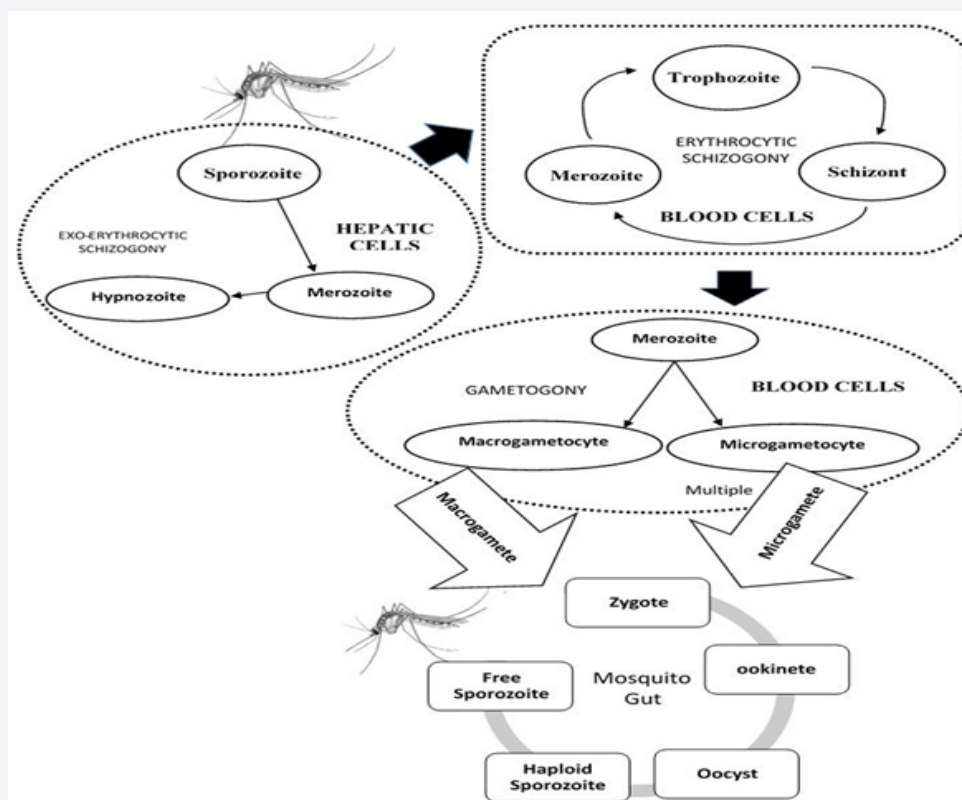 Sporozoite
EXO-ERYTHROCYTIC
SCHIZOGONY
HEPATIC
CELLS
Hypnozoite
Merozoite
Trophozoite
ERYTHROCYTIC
SCHIZOGONY
Merozoite
Schizont
BLOOD CELLS
Merozoite
GAMETOGONY
BLOOD CELLS
Macrogametocyte
Microgametocyte
Multiple
Macrogamete
Microgamete
Zygote
ookinete
Free
Sporozoite
Mosquito
Gut
Haploid
Sporozoite
Oocyst